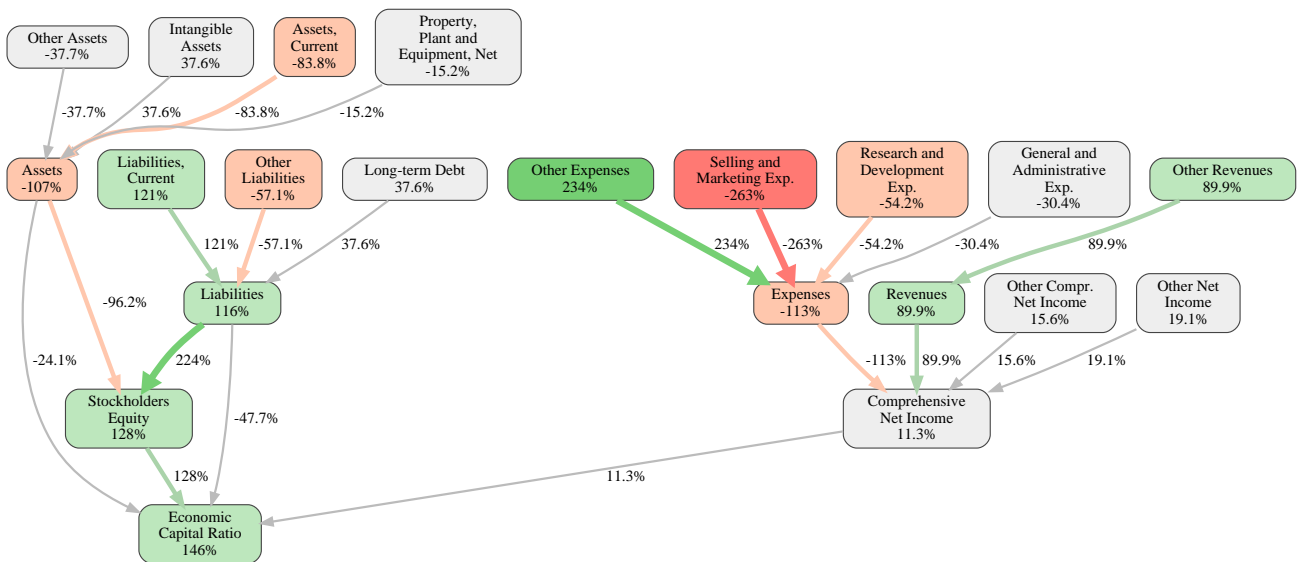 Other Assets
-37.7%
Intangible
Assets
37.6%
Assets,
Current
-83.8%
Property,
Plant and
Equipment, Net
-15.2%
-37.7%
37.6%
-83.8%
-15.2%
Assets
-107%
Liabilities,
Current
121%
Other
Liabilities
-57.1%
Long-term Debt
37.6%
Other Expenses
234%
Selling and
Marketing Exp.
-263%
Research and
Development
Exp.
-54.2%
General and
Administrative
Exp.
-30.4%
Other Revenues
89.9%
121%
-57.1%
37.6%
234%
-263%
-54.2%
-30.4%
89.9%
-96.2%
Liabilities
116%
Expenses
-113%
Revenues
89.9%
Other Compr.
Net Income
15.6%
Other Net
Income
19.1%
-24.1%
224%
-113%
89.9%
15.6%
19.1%
Stockholders
Equity
128%
-47.7%
Comprehensive
Net Income
11.3%
128%
11.3%
Economic
Capital Ratio
146%